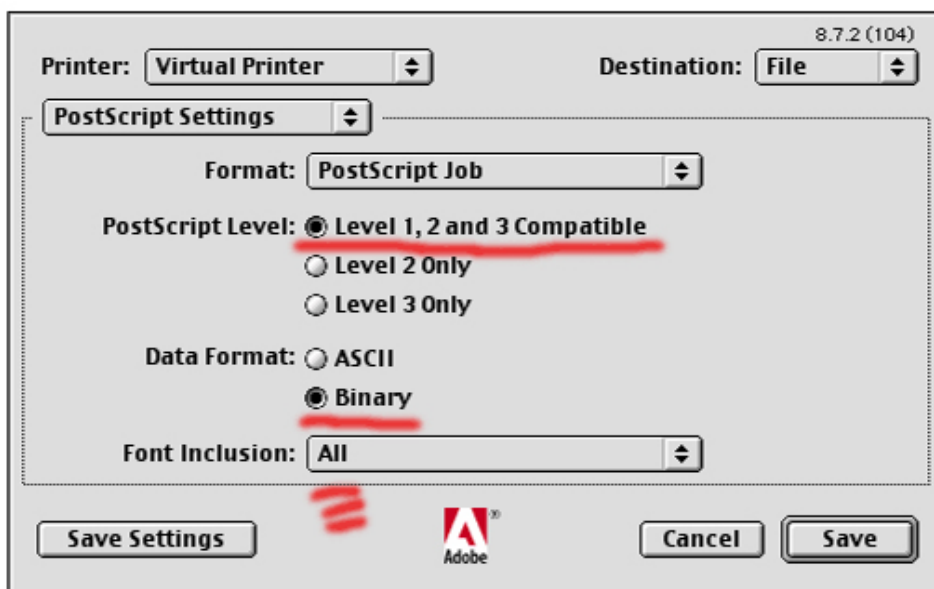 8.7.2 (104)
Printer: Virtual Printer Destination: File
PostScript Settings
Format: PostScript Job
PostScript Level: Level 1, 2 and 3 Compatible
Level 2 Only
Level 3 Only
Data Format: ASCII
Binary
Font Inclusion: All
Save Settings Adobe® Cancel Save